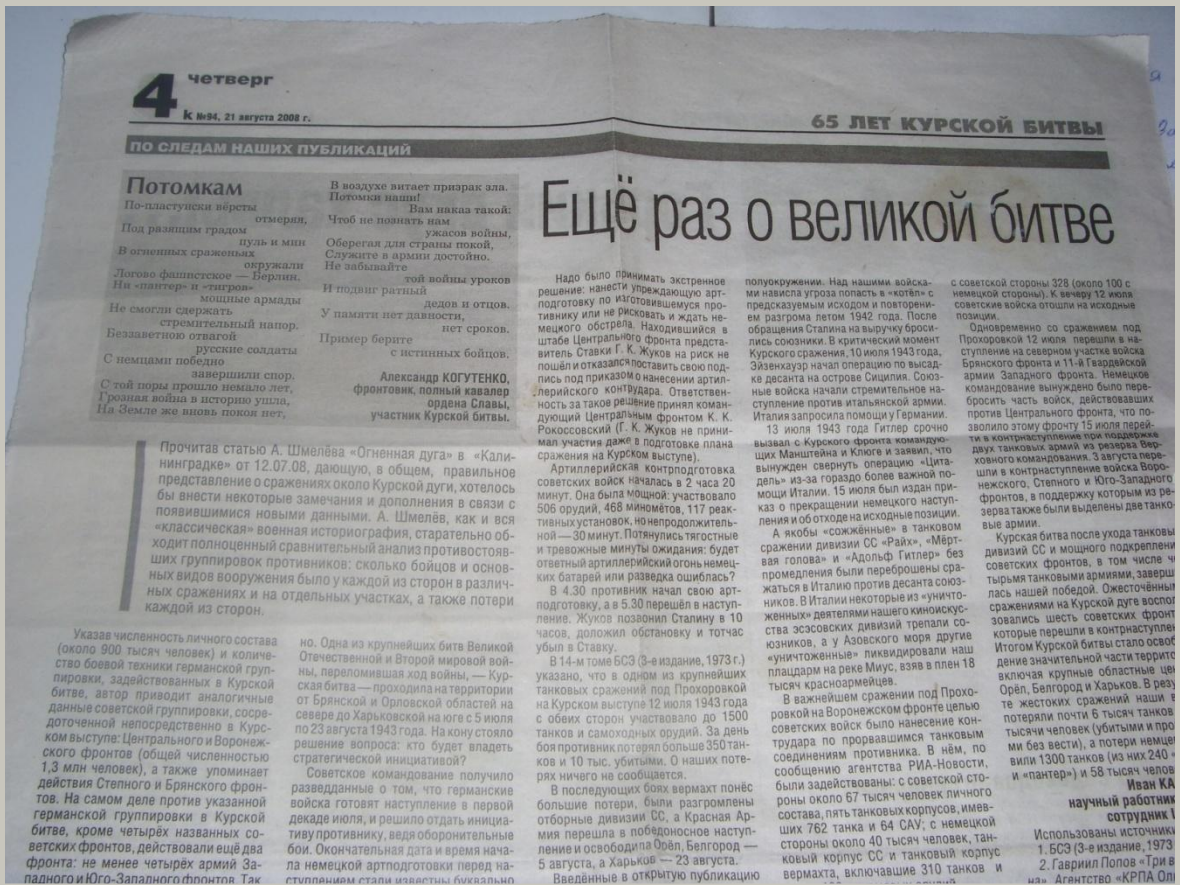 4 четверг
k №94, 21 августа 2008 г.
65 ЛЕТ КУРСКОЙ БИТВЫ
ПО СЛЕДАМ НАШИХ ПУБЛИКАЦИЙ
Потомкам
По-пластунски вёрсты
отмеряя,
Под разящим градом
пуль и мин
В огненных сраженьях
окружали
Логово фашистское — Берлин.
Ни «пантер» и «тигров»
мощные армады
Не смогли сдержать
стремительный напор.
Беззаветною отвагой
русские солдаты
С немцами победно
завершили спор.
С той поры прошло немало лет,
Грозная война в историю ушла,
На Земле же вновь покоя нет,
В воздухе витает призрак зла.
Потомки наши!
Вам наказ такой:
Чтоб не познать нам
ужасов войны,
Оберегая для страны покой,
Служите в армии достойно.
Не забывайте
той войны уроков
И подвиг ратный
дедов и отцов.
У памяти нет давности,
нет сроков.
Пример берите
с истинных бойцов.
Александр КОГУТЕНКО,
фронтовик, полный кавалер
ордена Славы,
участник Курской битвы.
Ещё раз о великой битве
Прочитав статью А. Шмелёва «Огненная дуга» в «Кали-
нинградке» от 12.07.08, дающую, в общем, правильное
представление о сражениях около Курской дуги, хотелось
бы внести некоторые замечания и дополнения в связи с
появившимися новыми данными. А. Шмелёв, как и вся
«классическая» военная историография, старательно об-
ходит полноценный сравнительный анализ противостояв-
ших группировок противников: сколько бойцов и основ-
ных видов вооружения было у каждой из сторон в различ-
ных сражениях и на отдельных участках, а также потери
каждой из сторон.
Указав численность личного состава
(около 900 тысяч человек) и количе-
ство боевой техники германской груп-
пировки, задействованных в Курской
битве, автор приводит аналогичные
данные советской группировки, сосре-
доточенной непосредственно в Курс-
ком выступе: Центрального и Воронеж-
ского фронтов (общей численностью
1,3 млн человек), а также упоминает
действия Степного и Брянского фрон-
тов. На самом деле против указанной
германской группировки в Курской
битве, кроме четырёх названных со-
ветских фронтов, действовали ещё два
фронта: не менее четырёх армий За-
падного и Юго-Западного фронтов. Так
но. Одна из крупнейших битв Великой
Отечественной и Второй мировой вой-
ны, переломившая ход войны, — Кур-
ская битва — проходила на территории
от Брянской и Орловской областей на
севере до Харьковской на юге с 5 июля
по 23 августа 1943 года. На кону стояло
решение вопроса: кто будет владеть
стратегической инициативой?
Советское командование получило
разведданные о том, что германские
войска готовят наступление в первой
декаде июля, и решило отдать инициа-
тиву противнику, ведя оборонительные
бои. Окончательная дата и время нача-
ла немецкой артподготовки перед на-
ступлением стали известны буквально
Надо было принимать экстренное
решение: нанести упреждающую арт-
подготовку по изготовившемуся про-
тивнику или не рисковать и ждать не-
мецкого обстрела. Находившийся в
штабе Центрального фронта предста-
витель Ставки Г. К. Жуков на риск не
пошёл и отказался поставить свою под-
пись под приказом о нанесении артил-
лерийского контрудара. Ответствен-
ность за такое решение принял коман-
дующий Центральным фронтом К. К.
Рокоссовский (Г. К. Жуков не прини-
мал участия даже в подготовке плана
сражения на Курском выступе).
Артиллерийская контрподготовка
советских войск началась в 2 часа 20
минут. Она была мощной: участвовало
506 орудий, 468 миномётов, 117 реак-
тивных установок, но непродолжитель-
ной — 30 минут. Потянулись тягостные
и тревожные минуты ожидания: будет
ответный артиллерийский огонь немец-
ких батарей или разведка ошиблась?
В 4.30 противник начал свою арт-
подготовку, а в 5.30 перешёл в наступ-
ление. Жуков позвонил Сталину в 10
часов, доложил обстановку и тотчас
убыл в Ставку.
В 14-м томе БСЭ (3-е издание, 1973 г.)
указано, что в одном из крупнейших
танковых сражений под Прохоровкой
на Курском выступе 12 июля 1943 года
с обеих сторон участвовало до 1500
танков и самоходных орудий. За день
боя противник потерял больше 350 тан-
ков и 10 тыс. убитыми. О наших поте-
рях ничего не сообщается.
В последующих боях вермахт понёс
большие потери, были разгромлены
отборные дивизии СС, а Красная Ар-
мия перешла в победоносное наступ-
ление и освободила Орёл, Белгород —
5 августа, а Харьков — 23 августа.
Введённые в открытую публикацию
полуокружении. Над нашими войска-
ми нависла угроза попасть в «котёл» с
предсказуемым исходом и повторени-
ем разгрома летом 1942 года. После
обращения Сталина на выручку броси-
лись союзники. В критический момент
Курского сражения, 10 июля 1943 года,
Эйзенхауэр начал операцию по высад-
ке десанта на острове Сицилия. Союз-
ные войска начали стремительное на-
ступление против итальянской армии.
Италия запросила помощи у Германии.
13 июля 1943 года Гитлер срочно
вызвал с Курского фронта командую-
щих Манштейна и Клюге и заявил, что
вынужден свернуть операцию «Цита-
дель» из-за гораздо более важной по-
мощи Италии. 15 июля был издан при-
каз о прекращении немецкого наступ-
ления и об отходе на исходные позиции.
А якобы «сожжённые» в танковом
сражении дивизии СС «Райх», «Мёрт-
вая голова» и «Адольф Гитлер» без
промедления были переброшены сра-
жаться в Италию против десанта союз-
ников. В Италии некоторые из «уничто-
женных» деятелями нашего киноискус-
ства эсэсовских дивизий трепали со-
юзников, а у Азовского моря другие
«уничтоженные» ликвидировали наш
плацдарм на реке Миус, взяв в плен 18
тысяч красноармейцев.
В важнейшем сражении под Прохо-
ровкой на Воронежском фронте целью
советских войск было нанесение кон-
трудара по прорвавшимся танковым
соединениям противника. В нём, по
сообщению агентства РИА-Новости,
были задействованы: с советской сто-
роны около 67 тысяч человек личного
состава, пять танковых корпусов, имев-
ших 762 танка и 64 САУ; с немецкой
стороны около 40 тысяч человек, тан-
ковый корпус СС и танковый корпус
вермахта, включавшие 310 танков и
с советской стороны 328 (около 100 с
немецкой стороны). К вечеру 12 июля
советские войска отошли на исходные
позиции.
Одновременно со сражением под
Прохоровкой 12 июля перешли в на-
ступление на северном участке войска
Брянского фронта и 11-й Гвардейской
армии Западного фронта. Немецкое
командование вынуждено было пере-
бросить часть войск, действовавших
против Центрального фронта, что по-
зволило этому фронту 15 июля перей-
ти в контрнаступление при поддержке
двух танковых армий из резерва Вер-
ховного командования. 3 августа пере-
шли в контрнаступление войска Воро-
нежского, Степного и Юго-Западного
фронтов, в поддержку которым из ре-
зерва также были выделены две танко-
вые армии.
Курская битва после ухода танковых
дивизий СС и мощного подкрепления
советских фронтов, в том числе че
тырьмя танковыми армиями, заверш
лась нашей победой. Ожесточённым
сражениями на Курской дуге воспол
зовались шесть советских фронт
которые перешли в контрнаступлен
Итогом Курской битвы стало освоб
дение значительной части террито
включая крупные областные це
Орёл, Белгород и Харьков. В резу
те жестоких сражений наши в
потеряли почти 6 тысяч танков
тысячи человек (убитыми и про
ми без вести), а потери немце
вили 1300 танков (из них 240 «
и «пантер») и 58 тысяч челов
Иван КА
научный работник
сотрудник
Использованы источники
1. БСЭ (3-е издание, 1973
2. Гавриил Попов «Три в
на». Агентство «КРПА Ол